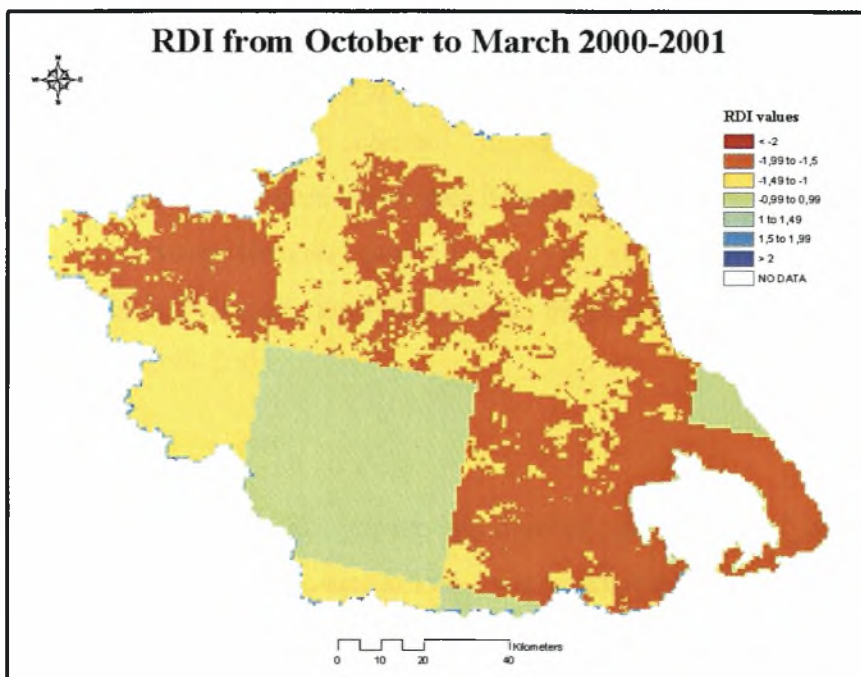 RDI from October to March 2000-2001
N
W E
S
RDI values
< -2
-1,99 to -1,5
-1,49 to -1
-0,99 to 0,99
1 to 1,49
1,5 to 1,99
> 2
NO DATA
Kilometers
0 10 20 40